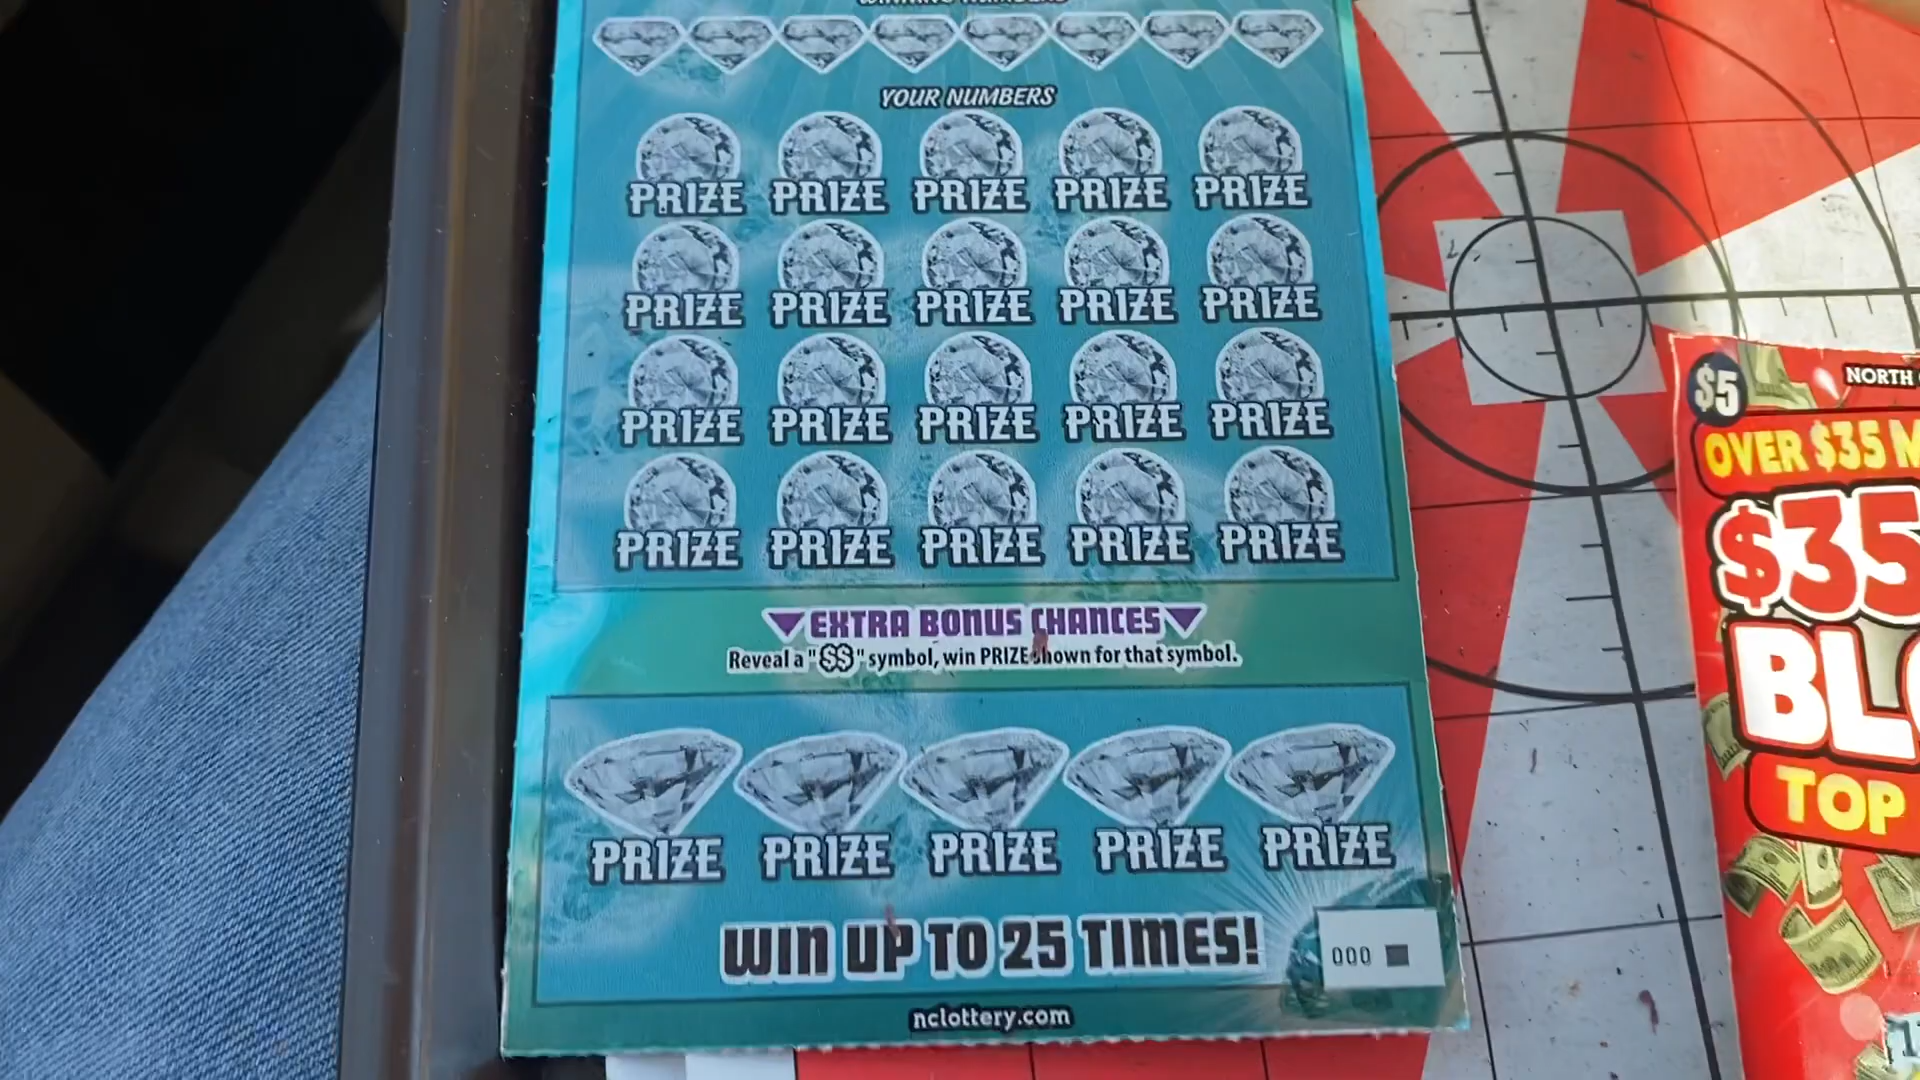 WINNING NUMBERS
YOUR NUMBERS
PRIZE PRIZE PRIZE PRIZE PRIZE
PRIZE PRIZE PRIZE PRIZE PRIZE
PRIZE PRIZE PRIZE PRIZE PRIZE
PRIZE PRIZE PRIZE PRIZE PRIZE
EXTRA BONUS CHANCES
Reveal a "$$" symbol, win PRIZE shown for that symbol.
PRIZE PRIZE PRIZE PRIZE PRIZE
WIN UP TO 25 TIMES!
000
nclottery.com
$5
NORTH
OVER $35 M
$35
BL
TOP